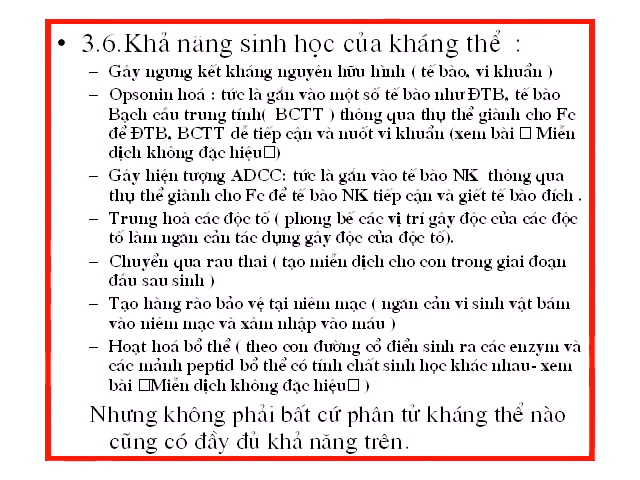 • 3.6.Khả năng sinh học của kháng thể :
– Gây ngưng kết kháng nguyên hữu hình ( tế bào, vi khuẩn )
– Opsonin hoá : tức là gắn vào một số tế bào như ĐTB, tế bào
Bạch cầu trung tính( BCTT ) thông qua thụ thể giành cho Fc
để ĐTB, BCTT dễ tiếp cận và nuốt vi khuẩn (xem bài □ Miễn
dịch không đặc hiệu□)
– Gây hiện tượng ADCC: tức là gắn vào tế bào NK thông qua
thụ thể giành cho Fc để tế bào NK tiếp cận và giết tế bào đích .
– Trung hoà các độc tố ( phong bế các vị trí gây độc của các độc
tố làm ngăn cản tác dụng gây độc của độc tố).
– Chuyển qua rau thai ( tạo miễn dịch cho con trong giai đoạn
đầu sau sinh )
– Tạo hàng rào bảo vệ tại niêm mạc ( ngăn cản vi sinh vật bám
vào niêm mạc và xâm nhập vào máu )
– Hoạt hoá bổ thể ( theo con đường cổ điển sinh ra các enzym và
các mảnh peptid bổ thể có tính chất sinh học khác nhau- xem
bài □Miễn dịch không đặc hiệu□ )
Nhưng không phải bất cứ phân tử kháng thể nào
cũng có đầy đủ khả năng trên.